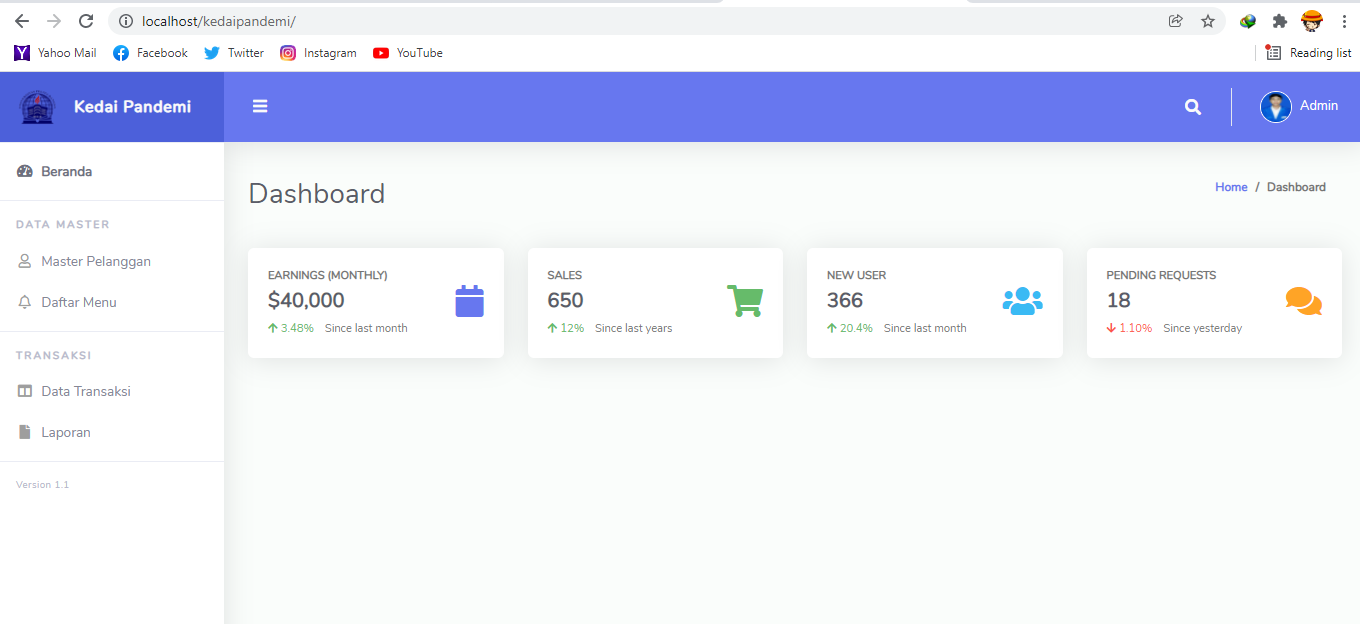 localhost/kedaipandemi/
Yahoo Mail Facebook Twitter Instagram YouTube Reading list
Kedai Pandemi Admin
Beranda
DATA MASTER
Master Pelanggan
Daftar Menu
TRANSAKSI
Data Transaksi
Laporan
Version 1.1
Dashboard
Home / Dashboard
EARNINGS (MONTHLY)
$40,000
3.48% Since last month
SALES
650
12% Since last years
NEW USER
366
20.4% Since last month
PENDING REQUESTS
18
1.10% Since yesterday